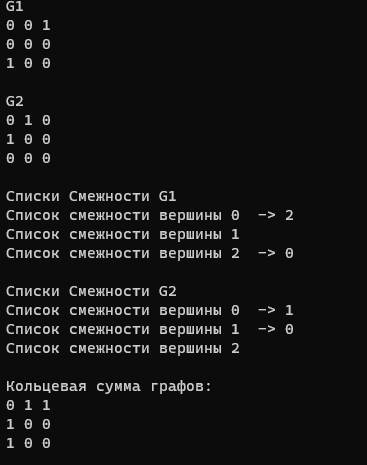 G1
0 0 1
0 0 0
1 0 0
G2
0 1 0
1 0 0
0 0 0
Списки Смежности G1
Список смежности вершины 0  -> 2
Список смежности вершины 1
Список смежности вершины 2  -> 0
Списки Смежности G2
Список смежности вершины 0  -> 1
Список смежности вершины 1  -> 0
Список смежности вершины 2
Кольцевая сумма графов:
0 1 1
1 0 0
1 0 0